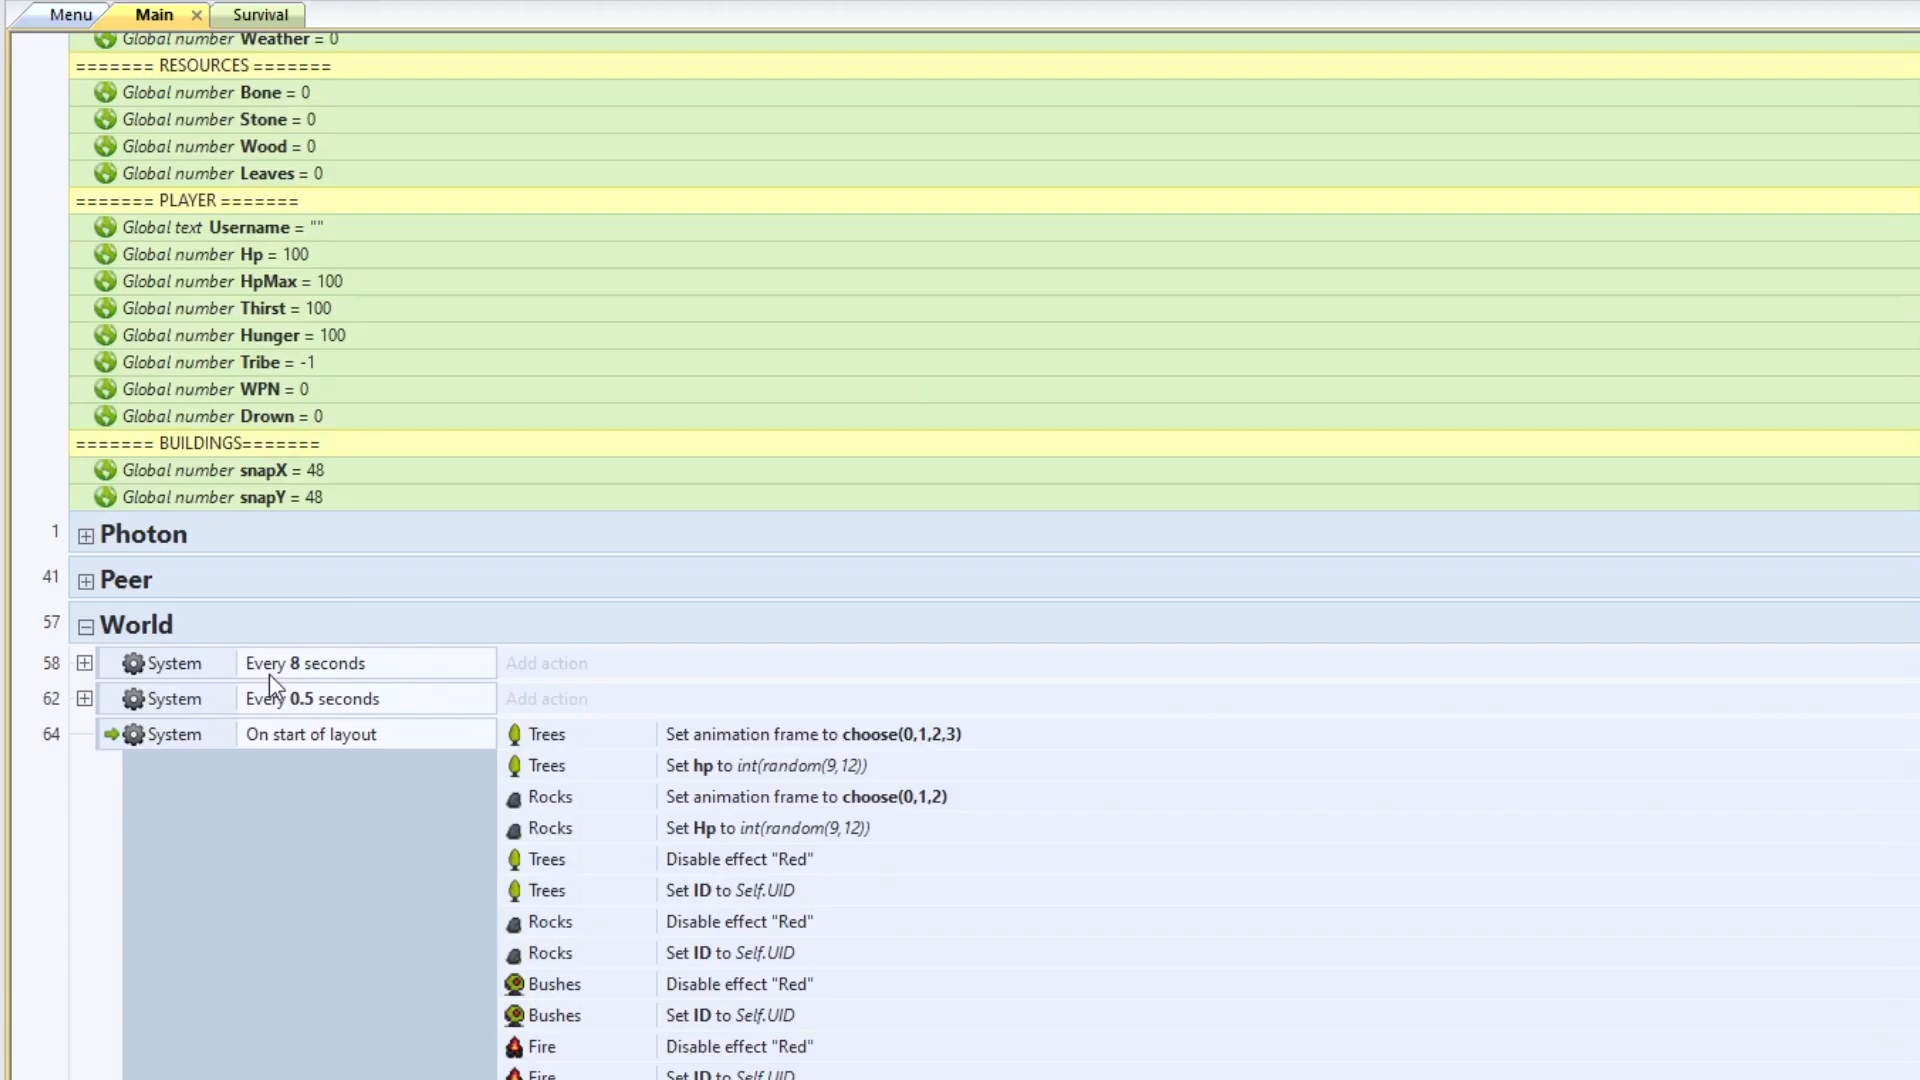 Menu Main Survival
Global number Weather = 0
======= RESOURCES =======
Global number Bone = 0
Global number Stone = 0
Global number Wood = 0
Global number Leaves = 0
======= PLAYER =======
Global text Username = ""
Global number Hp = 100
Global number HpMax = 100
Global number Thirst = 100
Global number Hunger = 100
Global number Tribe = -1
Global number WPN = 0
Global number Drown = 0
======= BUILDINGS=======
Global number snapX = 48
Global number snapY = 48
1 Photon
41 Peer
57 World
58 System Every 8 seconds Add action
62 System Every 0.5 seconds Add action
64 System On start of layout Trees Set animation frame to choose(0,1,2,3)
Trees Set hp to int(random(9,12))
Rocks Set animation frame to choose(0,1,2)
Rocks Set Hp to int(random(9,12))
Trees Disable effect "Red"
Trees Set ID to Self.UID
Rocks Disable effect "Red"
Rocks Set ID to Self.UID
Bushes Disable effect "Red"
Bushes Set ID to Self.UID
Fire Disable effect "Red"
Fire Set ID to Self.UID